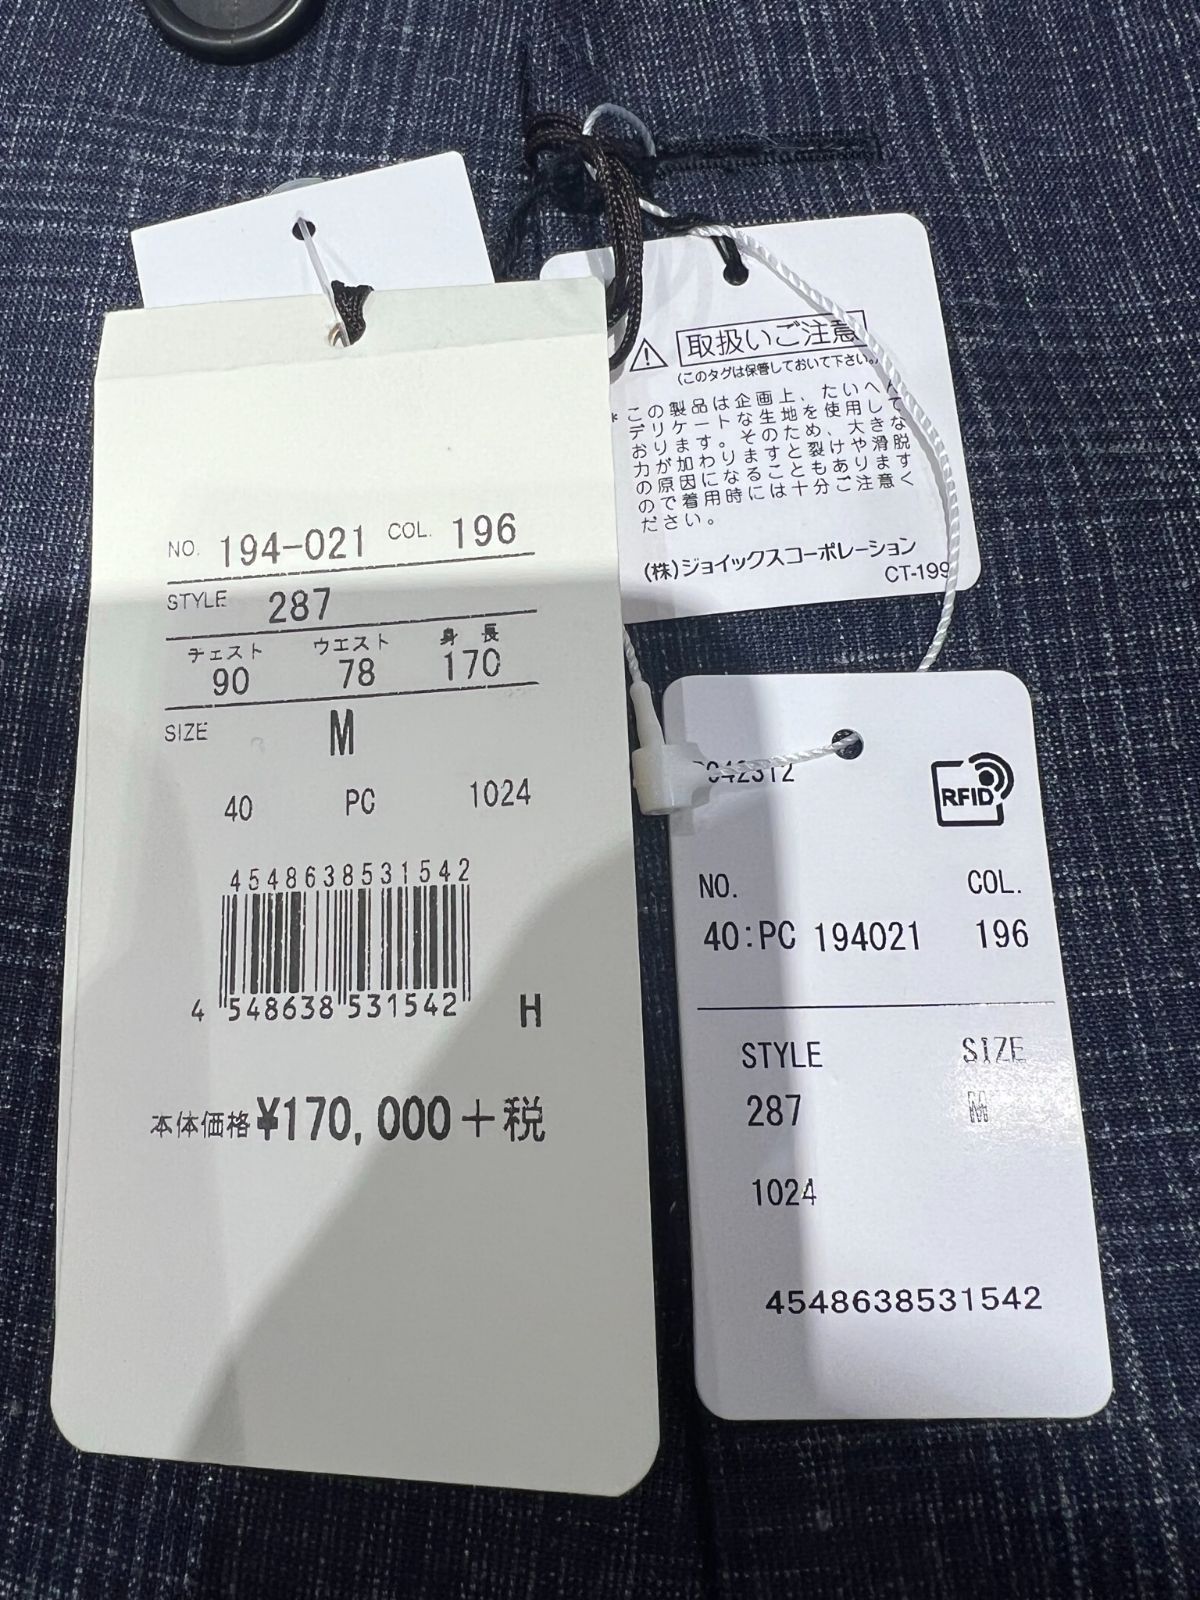 NO. 194-021 COL. 196
STYLE 287
チェスト ウエスト 身長
90 78 170
SIZE M
40 PC 1024
4548638531542
4 548638 531542 H
本体価格 ¥170,000+税
取扱いご注意
(このタグは保管しておいて下さい。)
*この製品は企画上、たいへん
デリケートな生地を使用して
おります。そのため、大きな
力が加わりますと裂けや滑脱
の原因になることもあります
ので着用時には十分ご注意く
ださい。
(株)ジョイックスコーポレーション
CT-199
RFID
NO. COL.
40:PC 194021 196
STYLE SIZE
287 M
1024
4548638531542